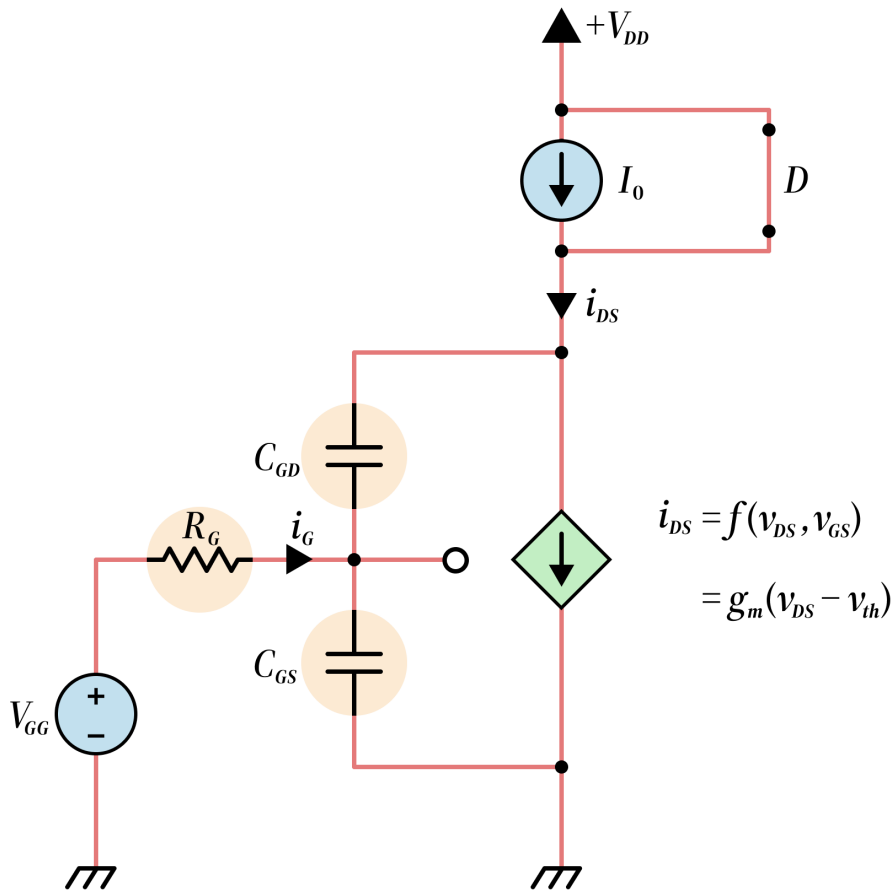 +V_DD
I_0
D
i_DS
C_GD
R_G
i_G
i_DS = f(v_DS, v_GS)
= g_m(v_DS − v_th)
C_GS
V_GG
+
−